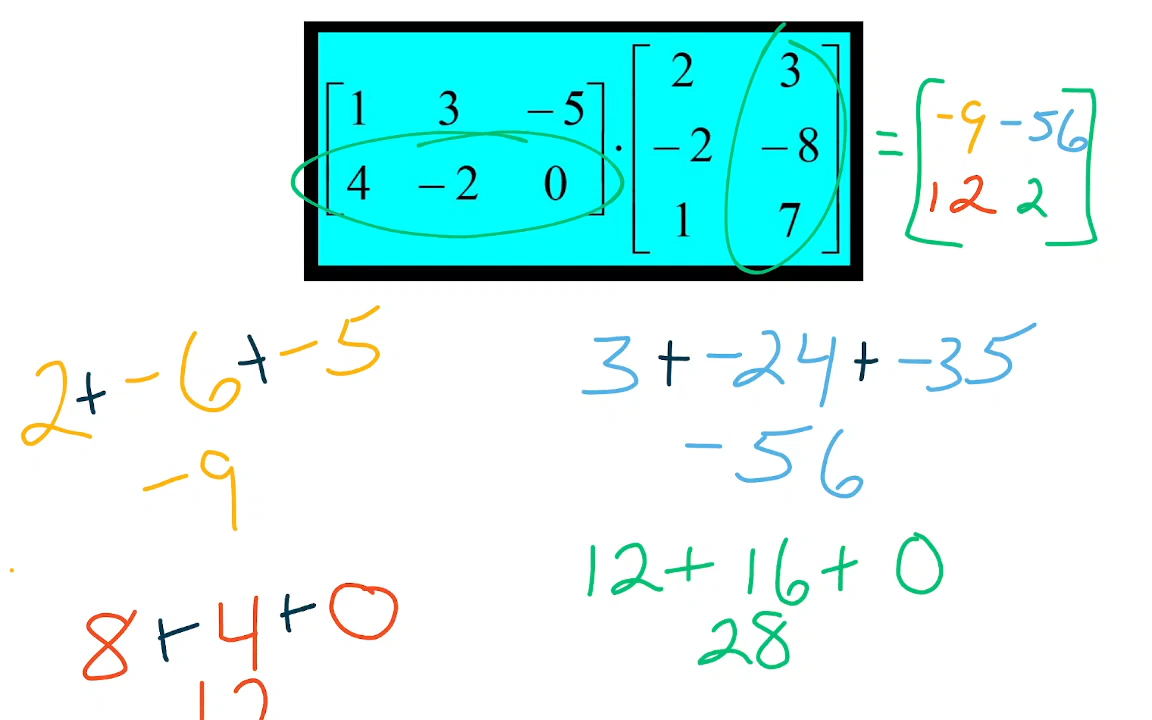 1 3 -5
4 -2 0
·
2 3
-2 -8
1 7
=
-9 -56
12 2
2 + -6 + -5
-9
3 + -24 + -35
-56
8 + 4 + 0
12
12 + 16 + 0
28